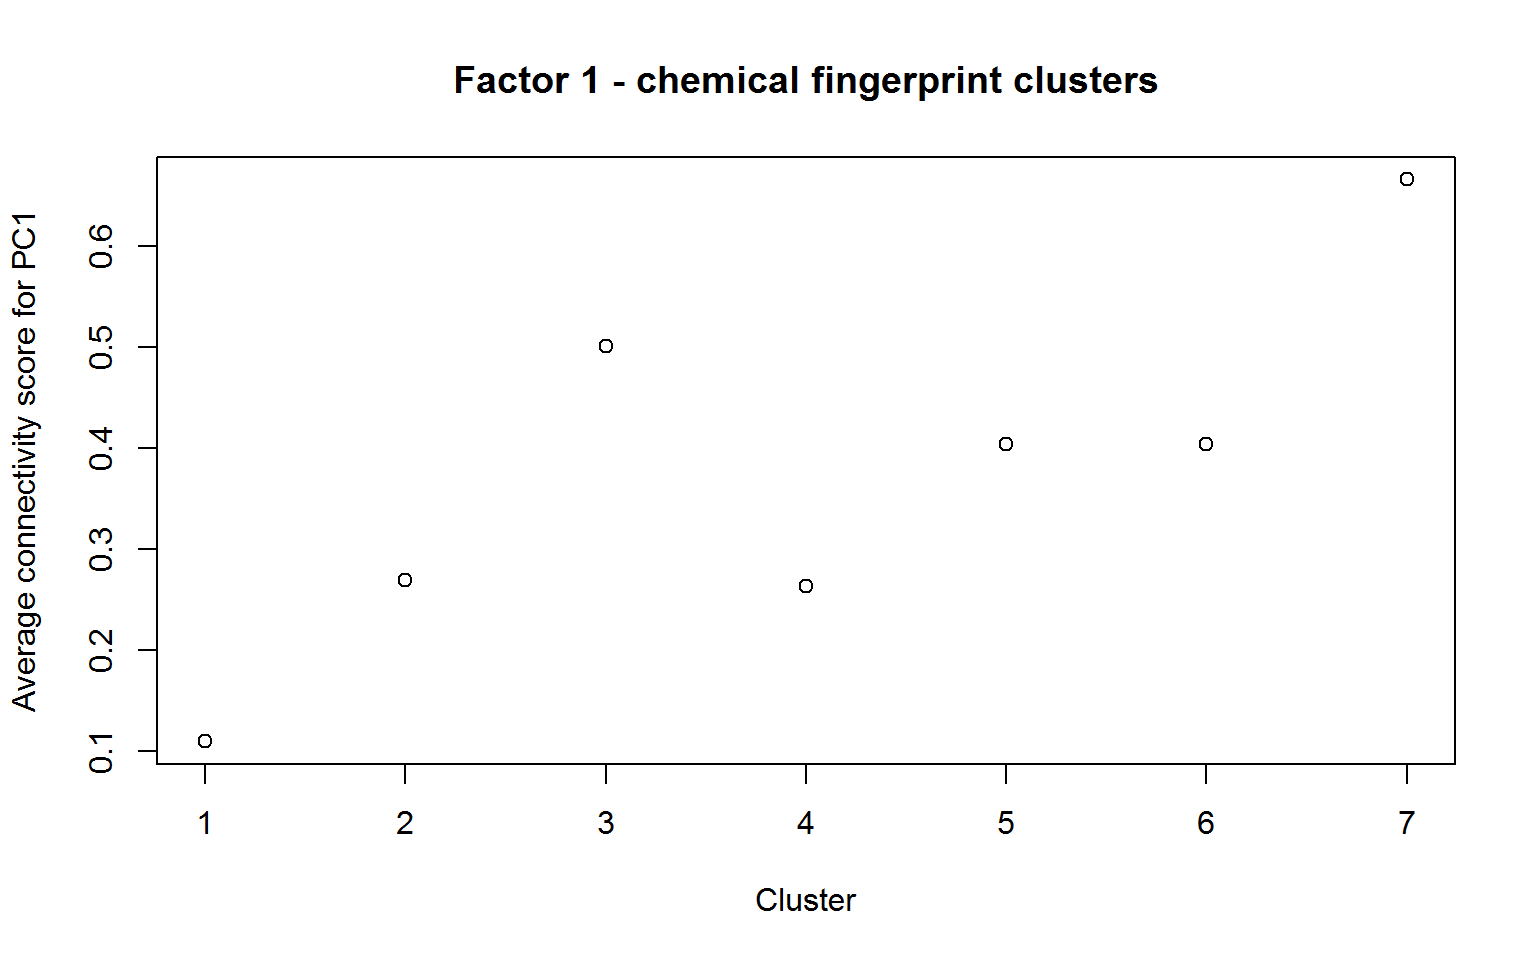 Factor 1 - chemical fingerprint clusters
Average connectivity score for PC1
0.6
0.5
0.4
0.3
0.2
0.1
1 2 3 4 5 6 7
Cluster